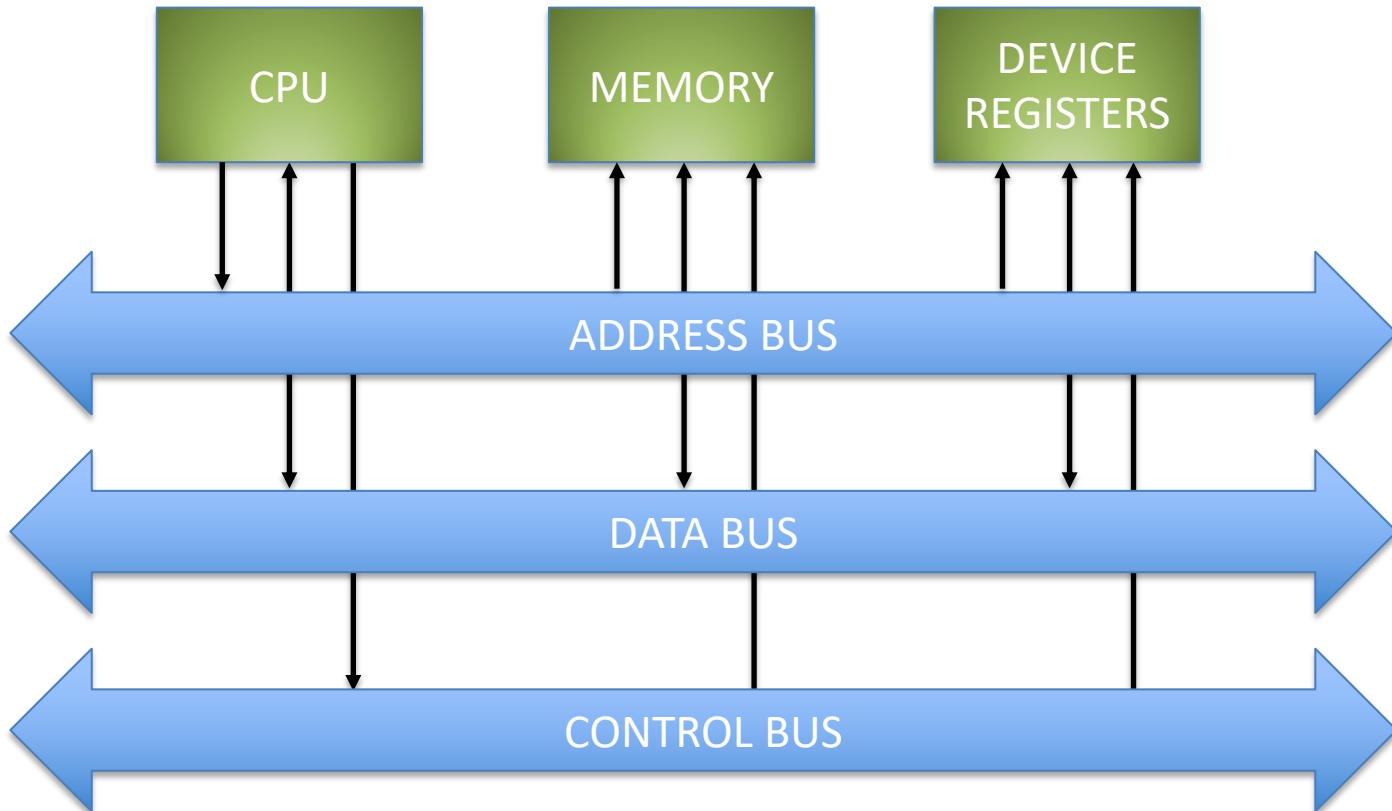 CPU
MEMORY
DEVICE
REGISTERS
ADDRESS BUS
DATA BUS
CONTROL BUS